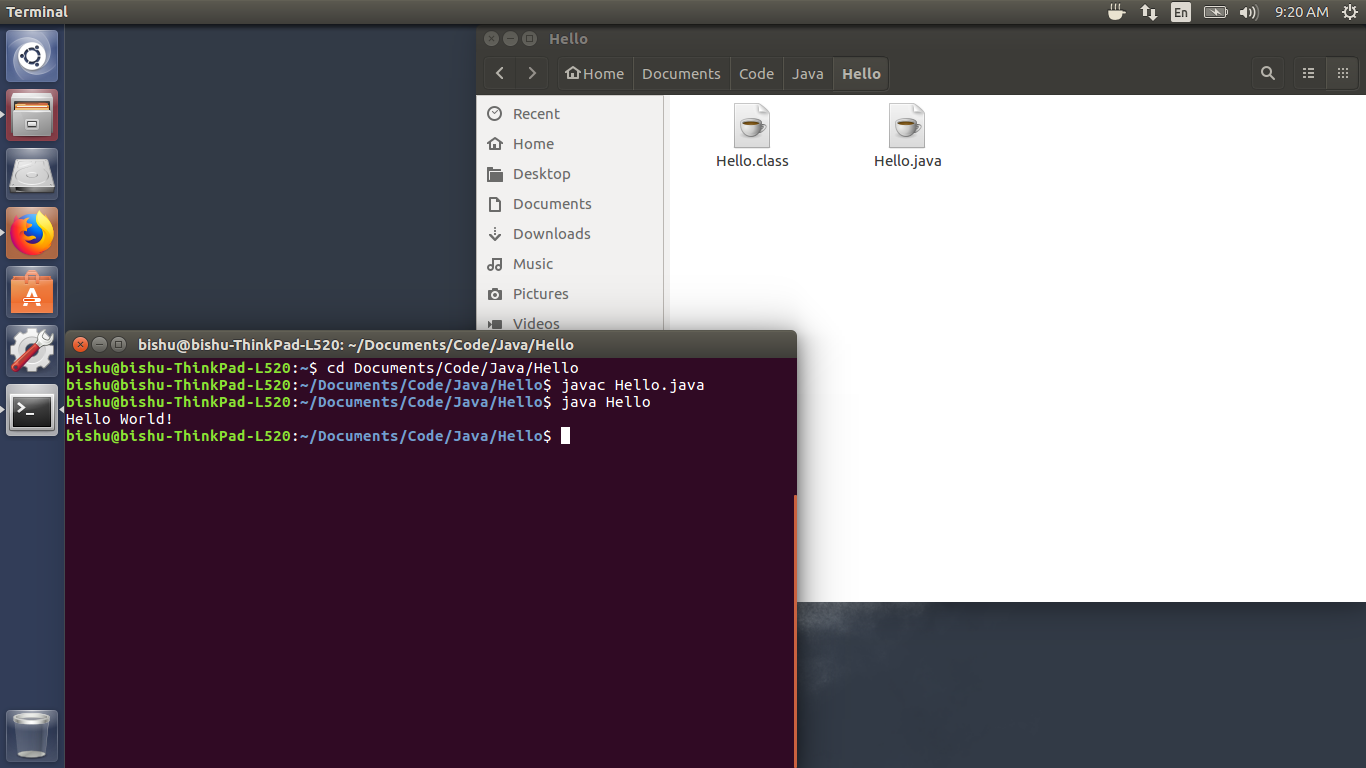 Terminal
En
9:20 AM
Hello
Home Documents Code Java Hello
Recent
Home
Desktop
Documents
Downloads
Music
Pictures
Videos
Hello.class
Hello.java
bishu@bishu-ThinkPad-L520: ~/Documents/Code/Java/Hello
bishu@bishu-ThinkPad-L520:~$ cd Documents/Code/Java/Hello
bishu@bishu-ThinkPad-L520:~/Documents/Code/Java/Hello$ javac Hello.java
bishu@bishu-ThinkPad-L520:~/Documents/Code/Java/Hello$ java Hello
Hello World!
bishu@bishu-ThinkPad-L520:~/Documents/Code/Java/Hello$